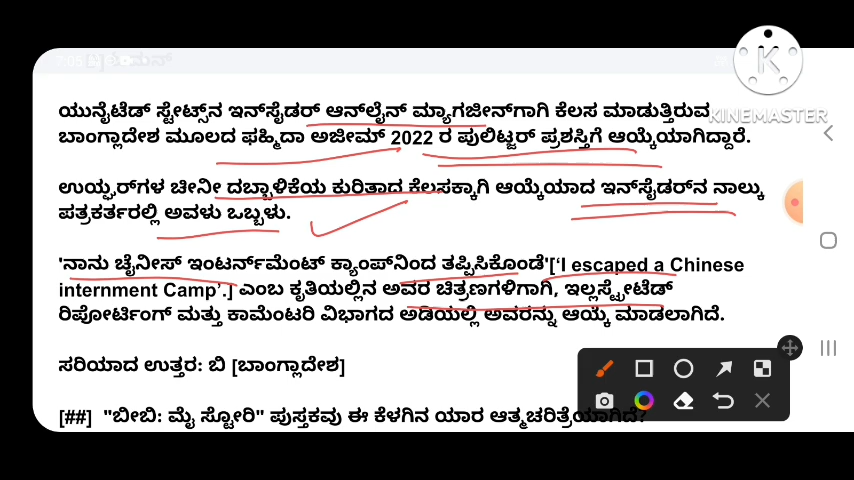 7:05
KINEMASTER
ಯುನೈಟೆಡ್ ಸ್ಟೇಟ್ಸ್‌ನ ಇನ್‌ಸೈಡರ್ ಆನ್‌ಲೈನ್ ಮ್ಯಾಗಜೀನ್‌ಗಾಗಿ ಕೆಲಸ ಮಾಡುತ್ತಿರುವ
ಬಾಂಗ್ಲಾದೇಶ ಮೂಲದ ಫಹ್ಮಿದಾ ಅಜೀಮ್ 2022 ರ ಪುಲಿಟ್ಜರ್ ಪ್ರಶಸ್ತಿಗೆ ಆಯ್ಕೆಯಾಗಿದ್ದಾರೆ.
ಉಯ್ಘರ್‌ಗಳ ಚೀನೀ ದಬ್ಬಾಳಿಕೆಯ ಕುರಿತಾದ ಕೆಲಸಕ್ಕಾಗಿ ಆಯ್ಕೆಯಾದ ಇನ್‌ಸೈಡರ್‌ನ ನಾಲ್ಕು
ಪತ್ರಕರ್ತರಲ್ಲಿ ಅವಳು ಒಬ್ಬಳು.
'ನಾನು ಚೈನೀಸ್ ಇಂಟರ್ನ್‌ಮೆಂಟ್ ಕ್ಯಾಂಪ್‌ನಿಂದ ತಪ್ಪಿಸಿಕೊಂಡೆ'[‘I escaped a Chinese
internment Camp’.] ಎಂಬ ಕೃತಿಯಲ್ಲಿನ ಅವರ ಚಿತ್ರಣಗಳಿಗಾಗಿ, ಇಲ್ಲಸ್ಟ್ರೇಟೆಡ್
ರಿಪೋರ್ಟಿಂಗ್ ಮತ್ತು ಕಾಮೆಂಟರಿ ವಿಭಾಗದ ಅಡಿಯಲ್ಲಿ ಅವರನ್ನು ಆಯ್ಕೆ ಮಾಡಲಾಗಿದೆ.
ಸರಿಯಾದ ಉತ್ತರ: ಬಿ [ಬಾಂಗ್ಲಾದೇಶ]
[##] "ಬೀಬಿ: ಮೈ ಸ್ಟೋರಿ" ಪುಸ್ತಕವು ಈ ಕೆಳಗಿನ ಯಾರ ಆತ್ಮಚರಿತ್ರೆಯಾಗಿದೆ?